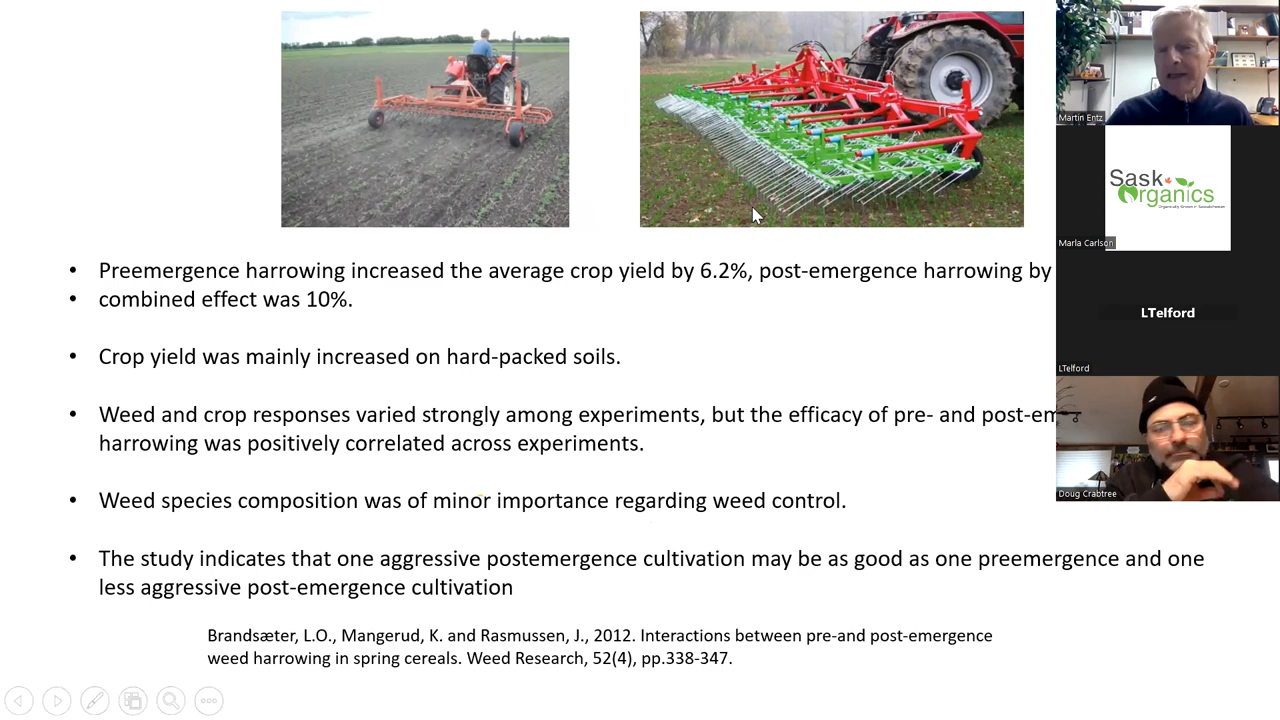 Preemergence harrowing increased the average crop yield by 6.2%, post-emergence harrowing by
combined effect was 10%.
Crop yield was mainly increased on hard-packed soils.
Weed and crop responses varied strongly among experiments, but the efficacy of pre- and post-em
harrowing was positively correlated across experiments.
Weed species composition was of minor importance regarding weed control.
The study indicates that one aggressive postemergence cultivation may be as good as one preemergence and one
less aggressive post-emergence cultivation
Brandsæter, L.O., Mangerud, K. and Rasmussen, J., 2012. Interactions between pre-and post-emergence
weed harrowing in spring cereals. Weed Research, 52(4), pp.338-347.
Martin Entz
Sask
Organics
Marla Carlson
LTelford
LTelford
Doug Crabtree